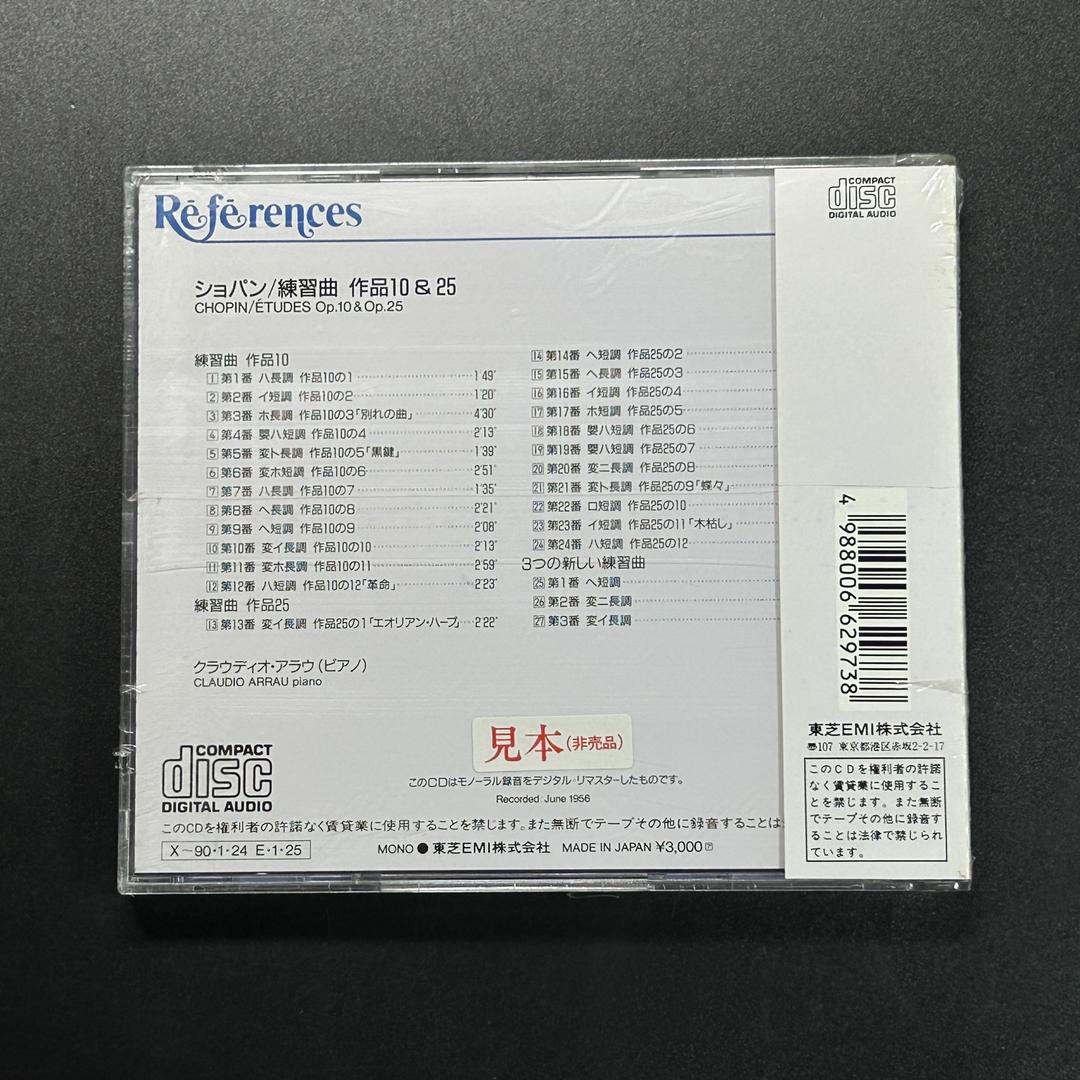 Références
ショパン/練習曲 作品10 & 25
CHOPIN/ÉTUDES Op.10 & Op.25
練習曲 作品10
1 第1番 ハ長調 作品10の1 1'49"
2 第2番 イ短調 作品10の2 1'20"
3 第3番 ホ長調 作品10の3「別れの曲」 4'30"
4 第4番 嬰ハ短調 作品10の4 2'13"
5 第5番 変ト長調 作品10の5「黒鍵」 1'39"
6 第6番 変ホ短調 作品10の6 2'51"
7 第7番 ハ長調 作品10の7 1'35"
8 第8番 ヘ長調 作品10の8 2'21"
9 第9番 ヘ短調 作品10の9 2'08"
10 第10番 変イ長調 作品10の10 2'13"
11 第11番 変ホ長調 作品10の11 2'59"
12 第12番 ハ短調 作品10の12「革命」 2'23"
練習曲 作品25
13 第13番 変イ長調 作品25の1「エオリアン・ハープ」 2'22"
14 第14番 ヘ短調 作品25の2
15 第15番 ヘ長調 作品25の3
16 第16番 イ短調 作品25の4
17 第17番 ホ短調 作品25の5
18 第18番 嬰ハ短調 作品25の6
19 第19番 嬰ハ短調 作品25の7
20 第20番 変ニ長調 作品25の8
21 第21番 変ト長調 作品25の9「蝶々」
22 第22番 ロ短調 作品25の10
23 第23番 イ短調 作品25の11「木枯し」
24 第24番 ハ短調 作品25の12
3つの新しい練習曲
25 第1番 ヘ短調
26 第2番 変ニ長調
27 第3番 変イ長調
クラウディオ・アラウ(ピアノ)
CLAUDIO ARRAU piano
見本(非売品)
COMPACT
disc
DIGITAL AUDIO
このCDはモノーラル録音をデジタル・リマスターしたものです。
Recorded: June 1956
このCDを権利者の許諾なく賃貸業に使用することを禁じます。また無断でテープその他に録音することは
X〜90・1・24 E・1・25
MONO ● 東芝EMI株式会社 MADE IN JAPAN ¥3,000
COMPACT
disc
DIGITAL AUDIO
4 988006 629738
東芝EMI株式会社
〒107 東京都港区赤坂2-2-17
このCDを権利者の許諾
なく賃貸業に使用するこ
とを禁じます。また無断
でテープその他に録音す
ることは法律で禁じられ
ています。